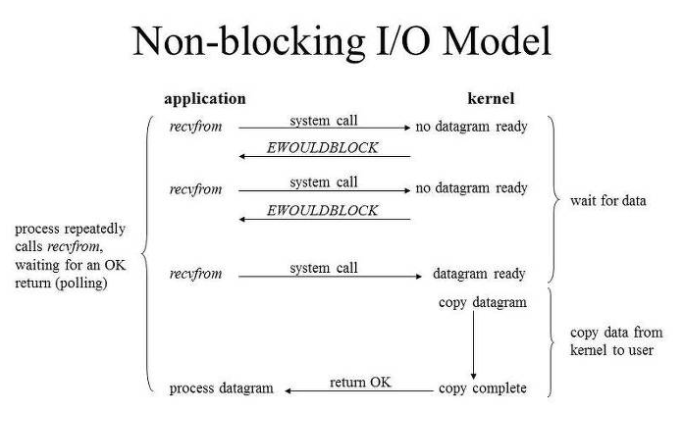 Non-blocking I/O Model
application kernel
recvfrom system call no datagram ready
EWOULDBLOCK
recvfrom system call no datagram ready
EWOULDBLOCK
wait for data
process repeatedly
calls recvfrom,
waiting for an OK
return (polling)
recvfrom system call datagram ready
copy datagram
copy data from
kernel to user
process datagram return OK copy complete